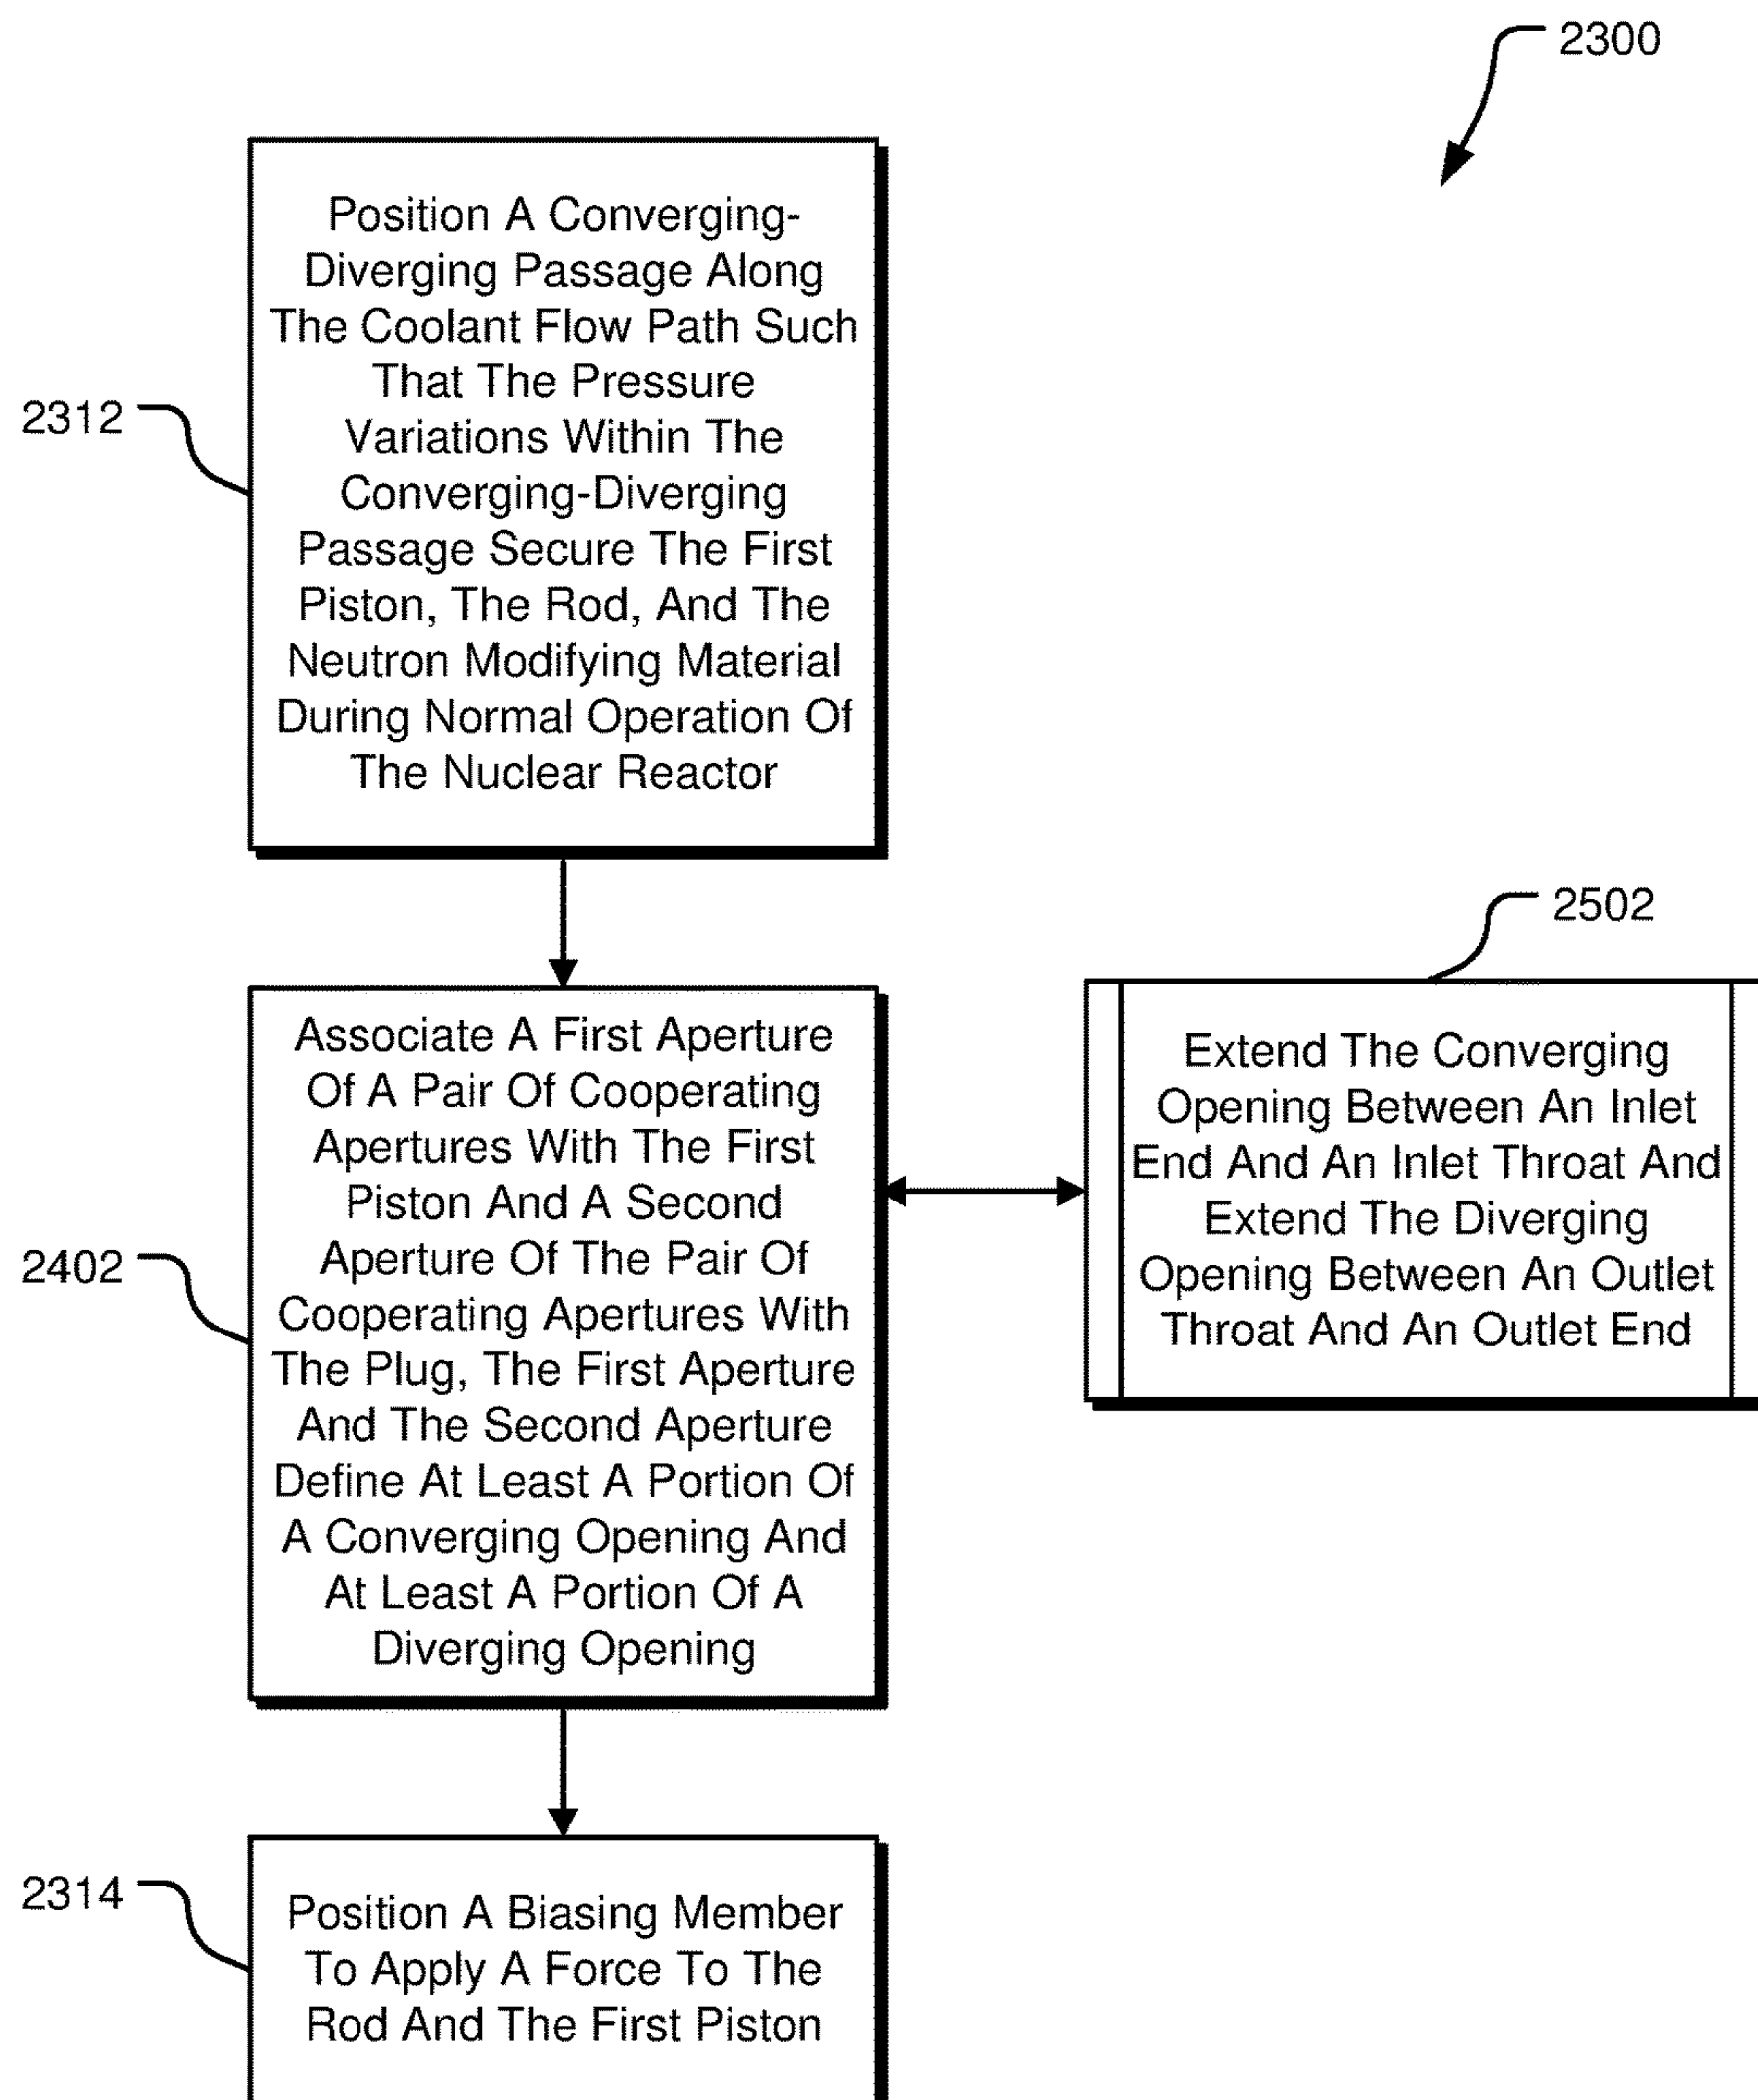 2300
Position A Converging-
Diverging Passage Along
The Coolant Flow Path Such
That The Pressure
Variations Within The
Converging-Diverging
Passage Secure The First
Piston, The Rod, And The
Neutron Modifying Material
During Normal Operation Of
The Nuclear Reactor
2312
2502
Associate A First Aperture
Of A Pair Of Cooperating
Apertures With The First
Piston And A Second
Aperture Of The Pair Of
Cooperating Apertures With
The Plug, The First Aperture
And The Second Aperture
Define At Least A Portion Of
A Converging Opening And
At Least A Portion Of A
Diverging Opening
2402
Extend The Converging
Opening Between An Inlet
End And An Inlet Throat And
Extend The Diverging
Opening Between An Outlet
Throat And An Outlet End
2314
Position A Biasing Member
To Apply A Force To The
Rod And The First Piston